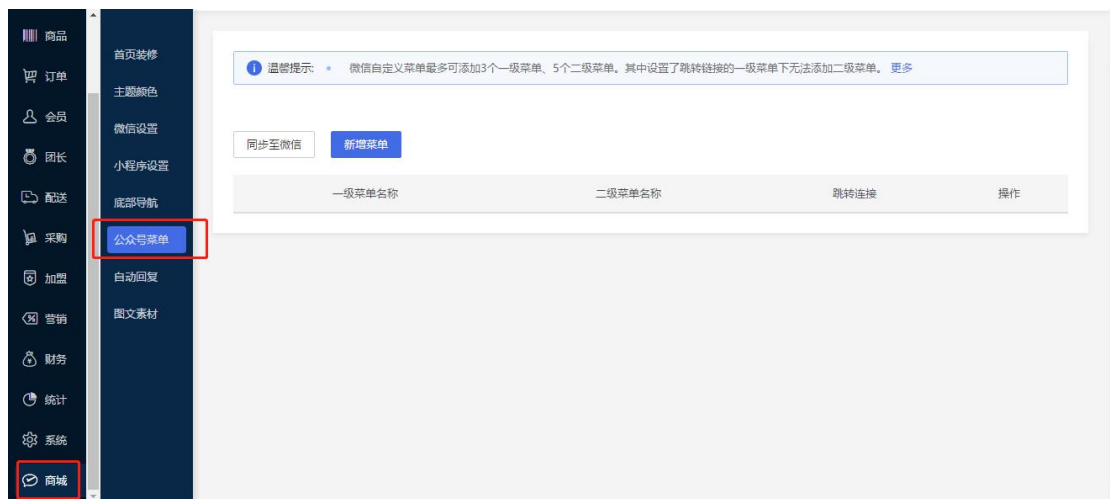 商品
订单
会员
团长
配送
采购
加盟
营销
财务
统计
系统
商城
首页装修
主题颜色
微信设置
小程序设置
底部导航
公众号菜单
自动回复
图文素材
温馨提示: 微信自定义菜单最多可添加3个一级菜单、5个二级菜单。其中设置了跳转链接的一级菜单下无法添加二级菜单。 更多
同步至微信 新增菜单
一级菜单名称 二级菜单名称 跳转连接 操作